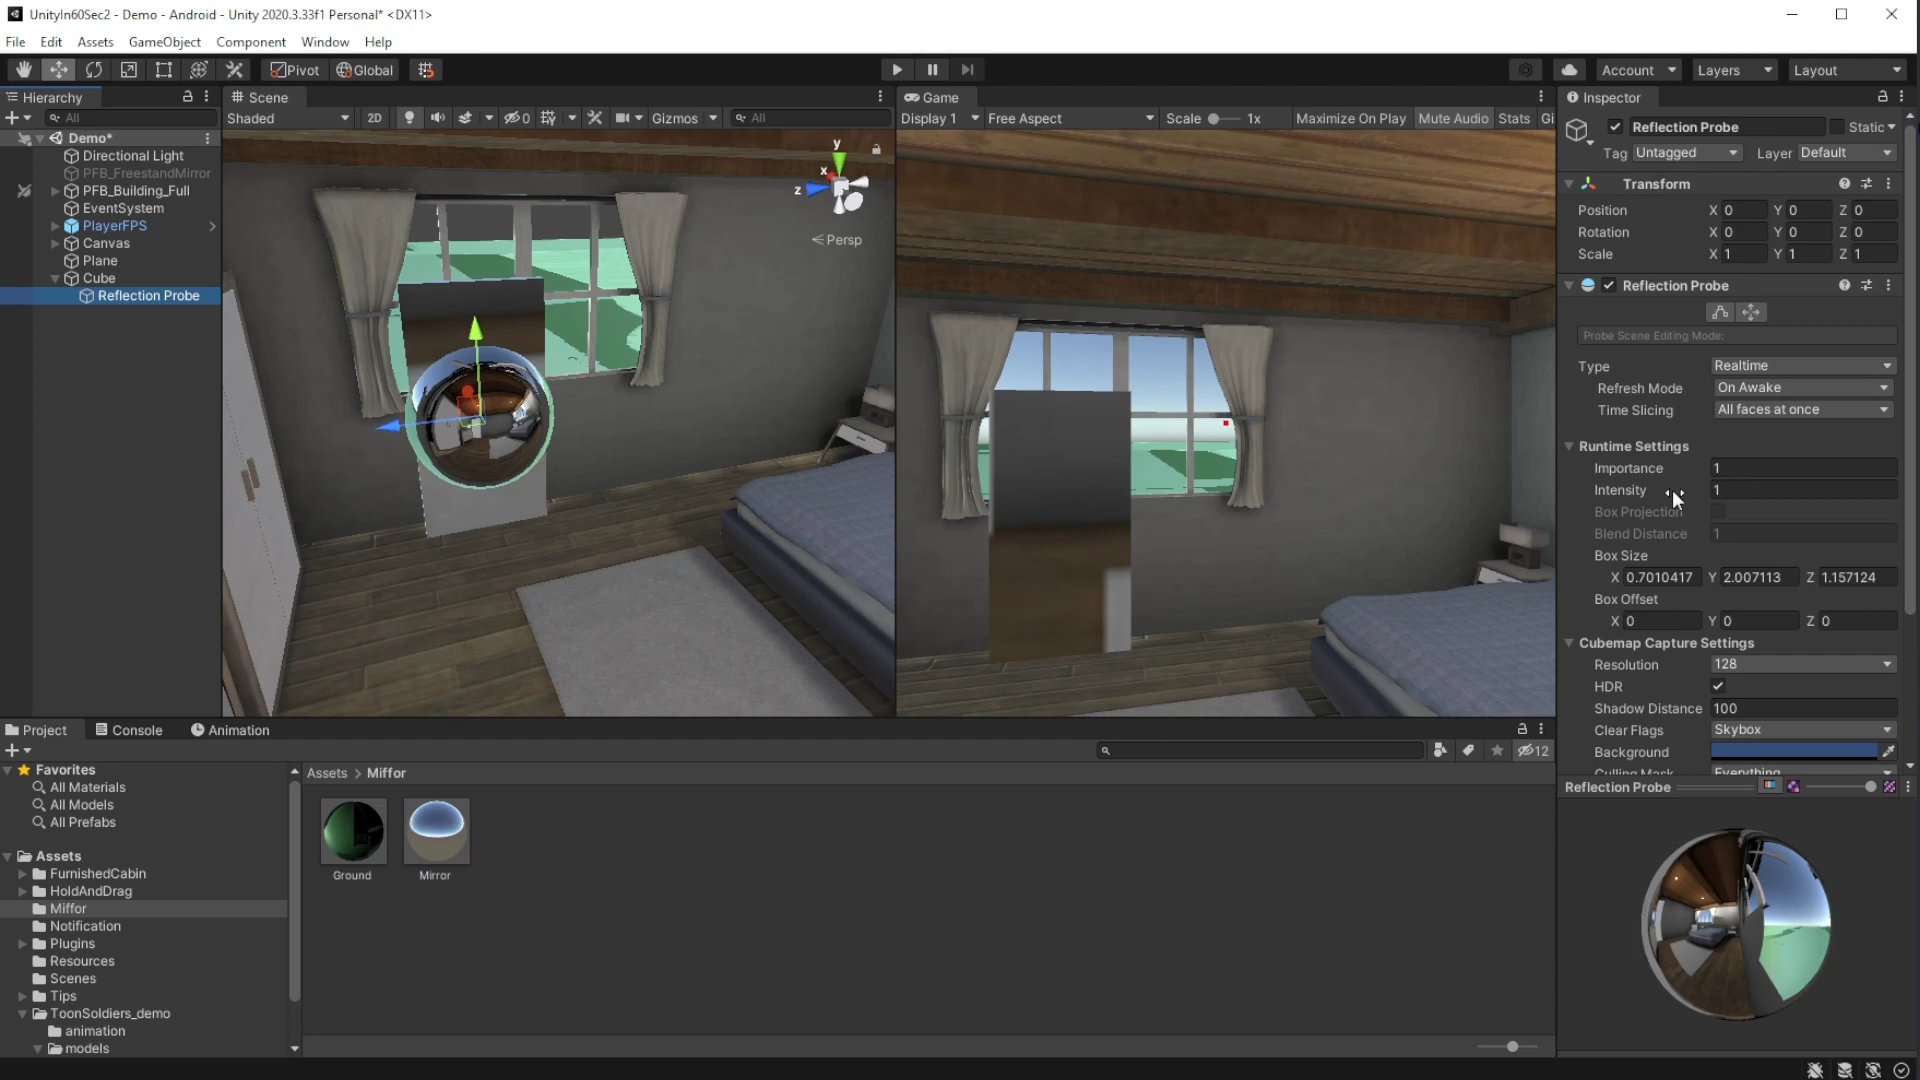 UnityIn60Sec2 - Demo - Android - Unity 2020.3.33f1 Personal* <DX11>
File Edit Assets GameObject Component Window Help
Pivot Global Account Layers Layout
Hierarchy
All
Demo*
Directional Light
PFB_FreestandMirror
PFB_Building_Full
EventSystem
PlayerFPS
Canvas
Plane
Cube
Reflection Probe
Scene
Shaded 2D 0 Gizmos All
y
x
z
Persp
Game
Display 1 Free Aspect Scale 1x Maximize On Play Mute Audio Stats Gi
Inspector
Reflection Probe Static
Tag Untagged Layer Default
Transform
Position X 0 Y 0 Z 0
Rotation X 0 Y 0 Z 0
Scale X 1 Y 1 Z 1
Reflection Probe
Probe Scene Editing Mode:
Type Realtime
Refresh Mode On Awake
Time Slicing All faces at once
Runtime Settings
Importance 1
Intensity 1
Box Projection
Blend Distance 1
Box Size
X 0.7010417 Y 2.007113 Z 1.157124
Box Offset
X 0 Y 0 Z 0
Cubemap Capture Settings
Resolution 128
HDR
Shadow Distance 100
Clear Flags Skybox
Background
Culling Mask Everything
Reflection Probe
Project Console Animation
12
Favorites
All Materials
All Models
All Prefabs
Assets
FurnishedCabin
HoldAndDrag
Miffor
Notification
Plugins
Resources
Scenes
Tips
ToonSoldiers_demo
animation
models
Assets > Miffor
Ground Mirror